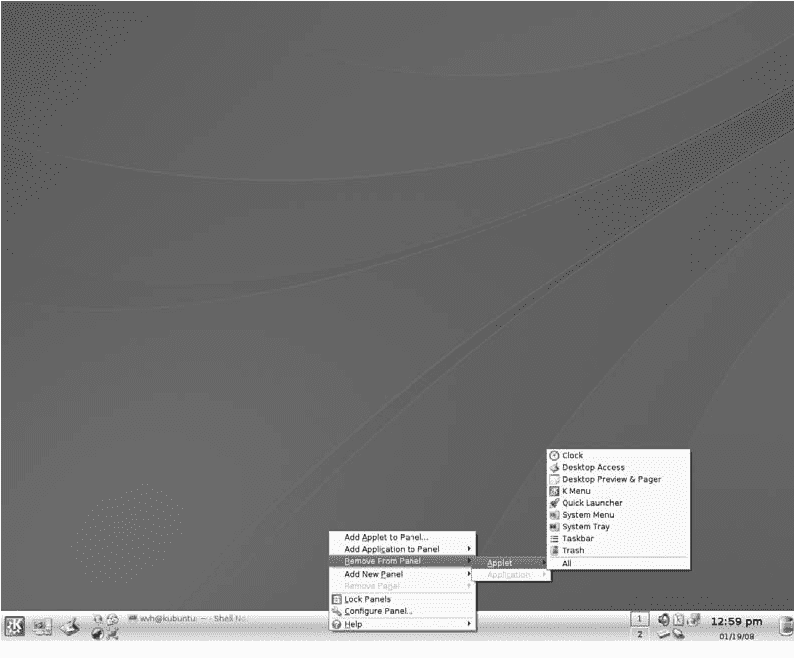 Clock
Desktop Access
Desktop Preview & Pager
K Menu
Quick Launcher
System Menu
System Tray
Taskbar
Trash
All
Add Applet to Panel...
Add Application to Panel
Remove From Panel
Applet
Application
Add New Panel
Remove Panel
Lock Panels
Configure Panel...
Help
wvh@kubuntu: ~ - Shell No
1
2
12:59 pm
01/19/08